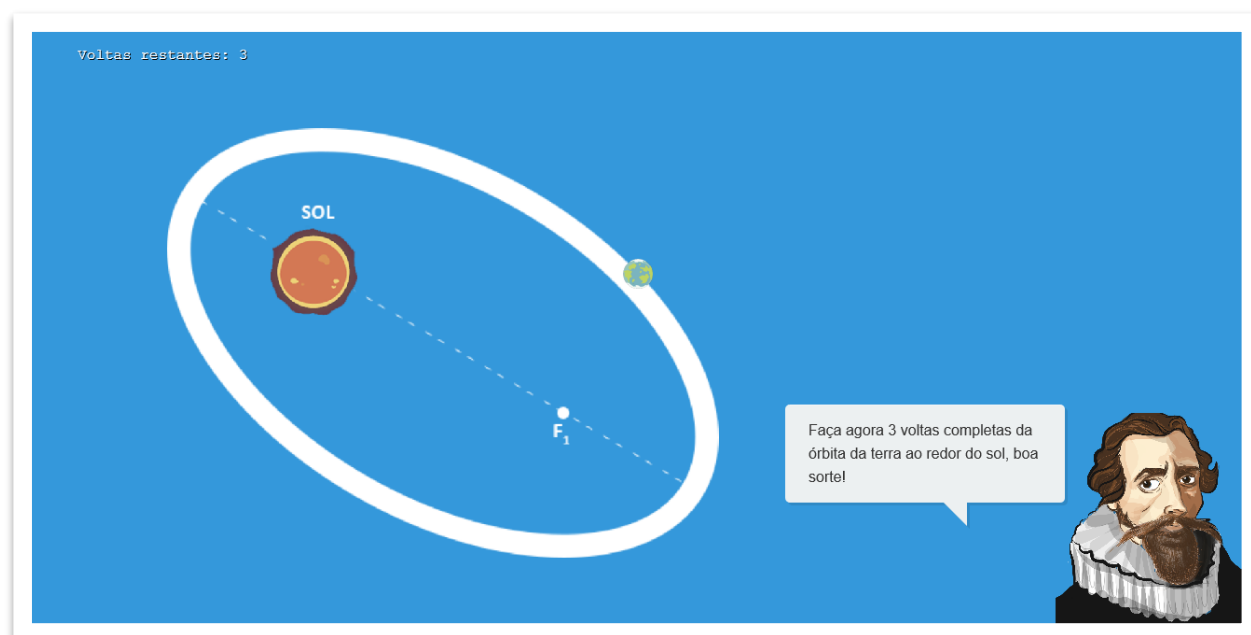 Voltas restantes: 3
SOL
F1
Faça agora 3 voltas completas da
órbita da terra ao redor do sol, boa
sorte!